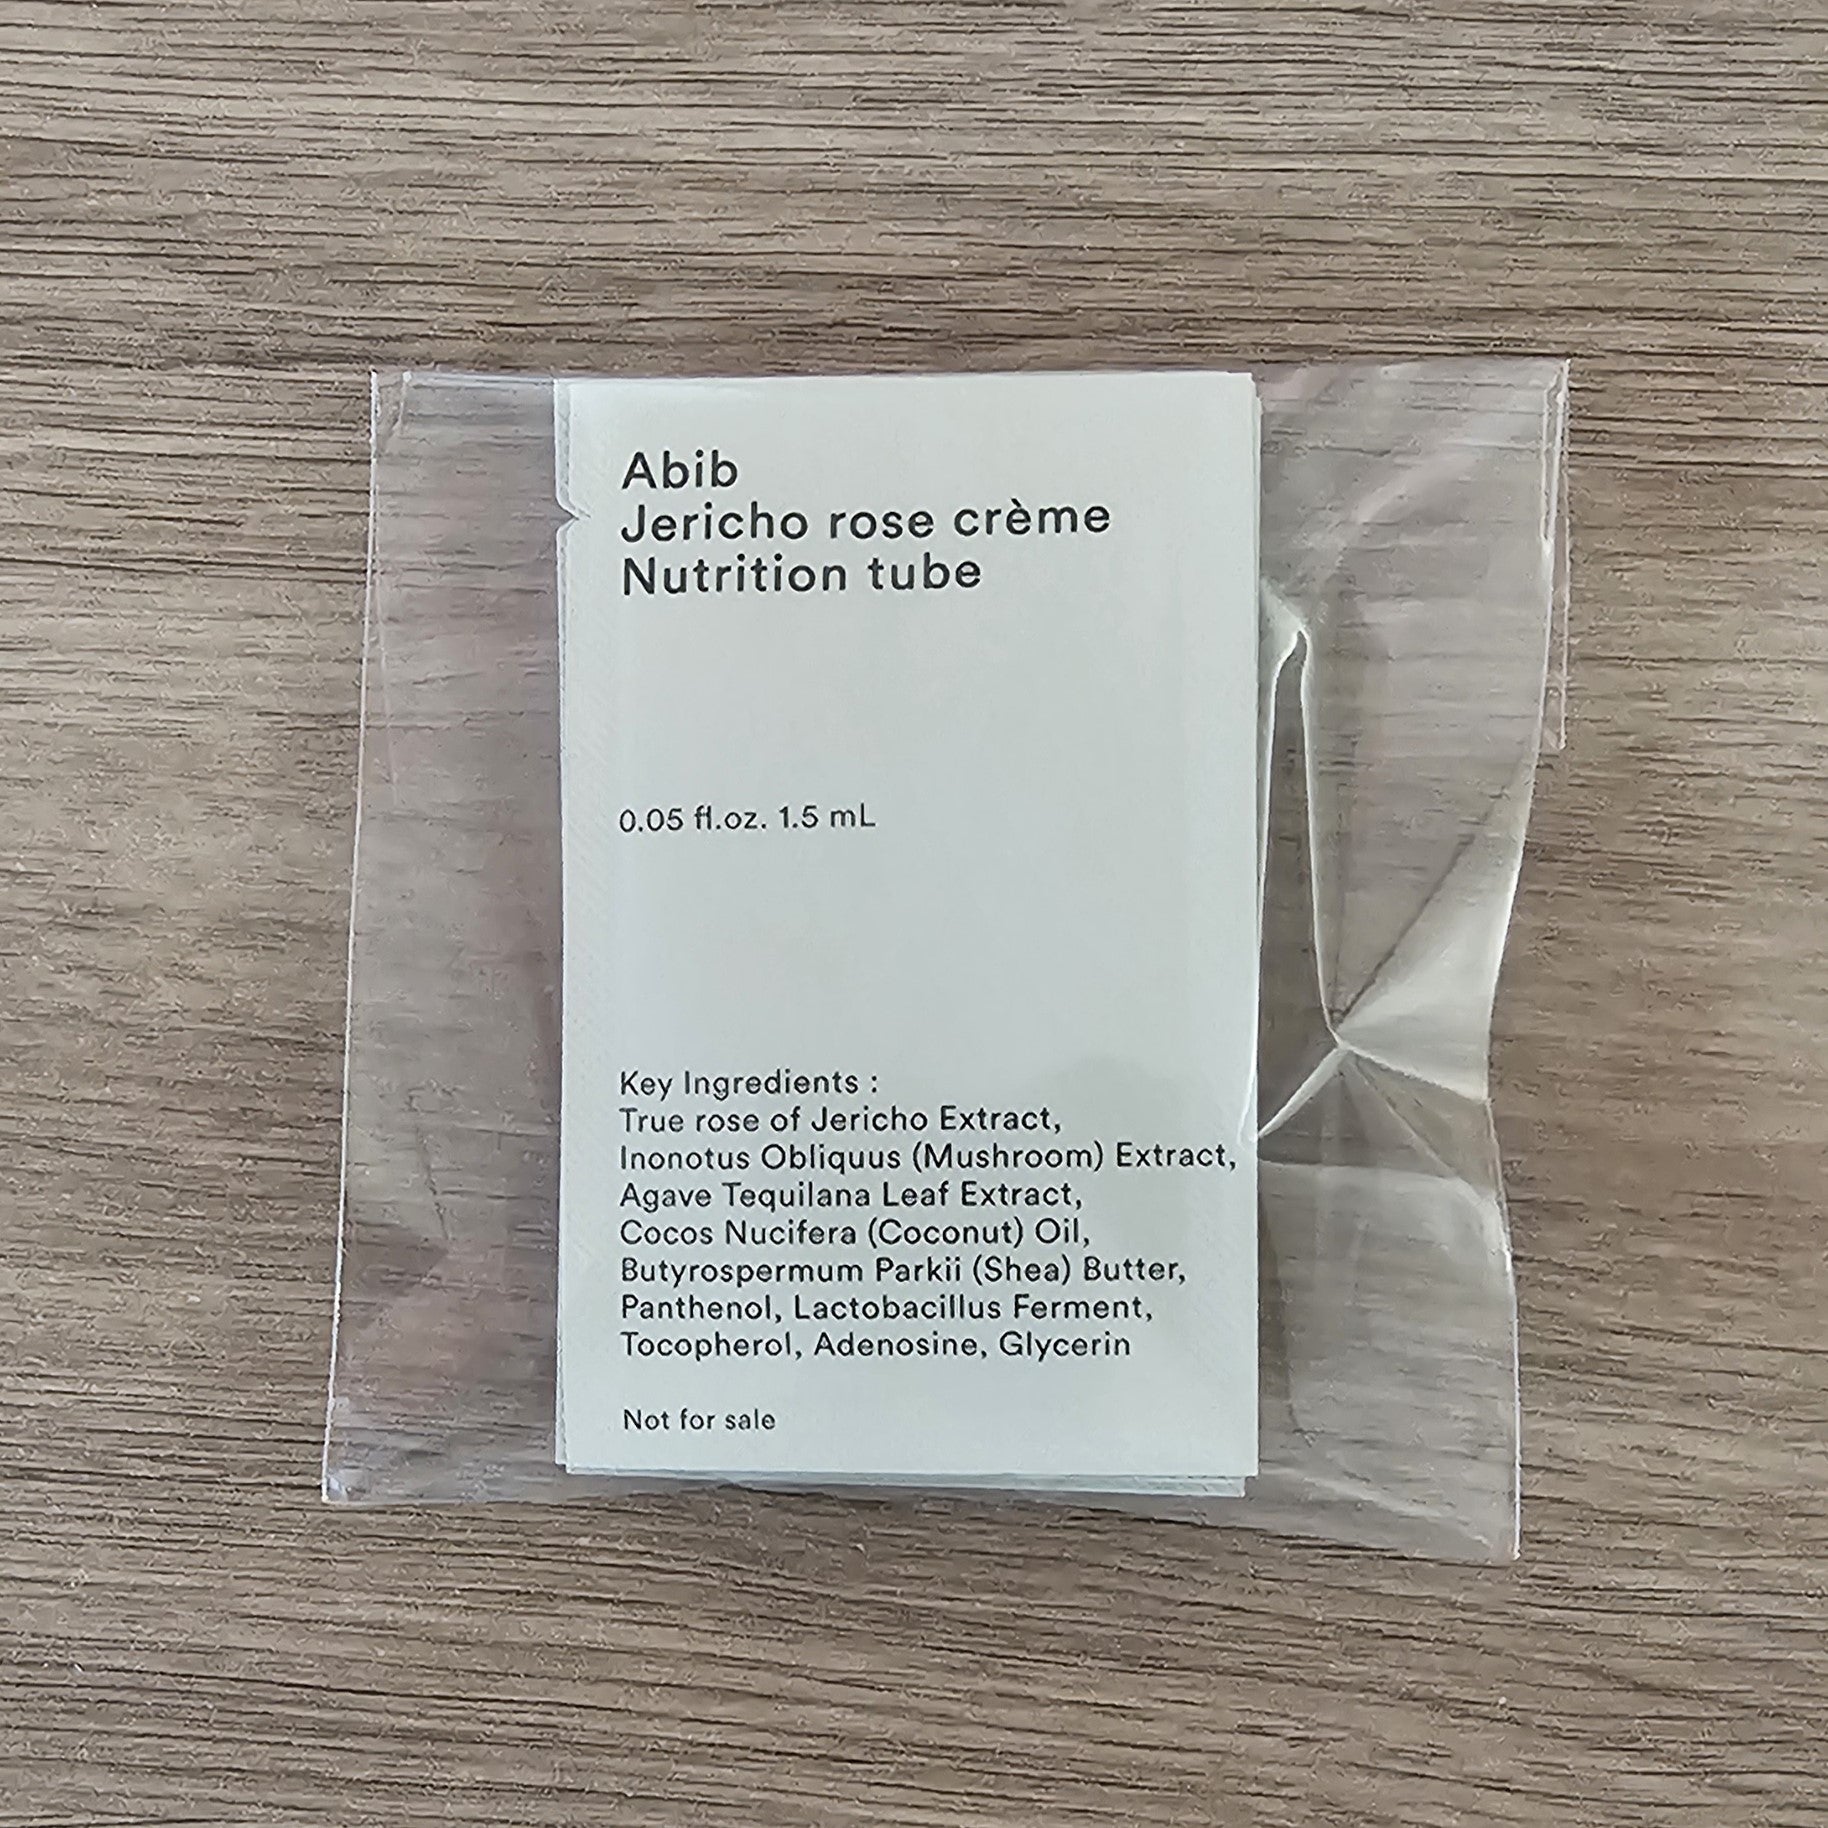 Abib
Jericho rose crème
Nutrition tube
0.05 fl.oz. 1.5 mL
Key Ingredients :
True rose of Jericho Extract,
Inonotus Obliquus (Mushroom) Extract,
Agave Tequilana Leaf Extract,
Cocos Nucifera (Coconut) Oil,
Butyrospermum Parkii (Shea) Butter,
Panthenol, Lactobacillus Ferment,
Tocopherol, Adenosine, Glycerin
Not for sale